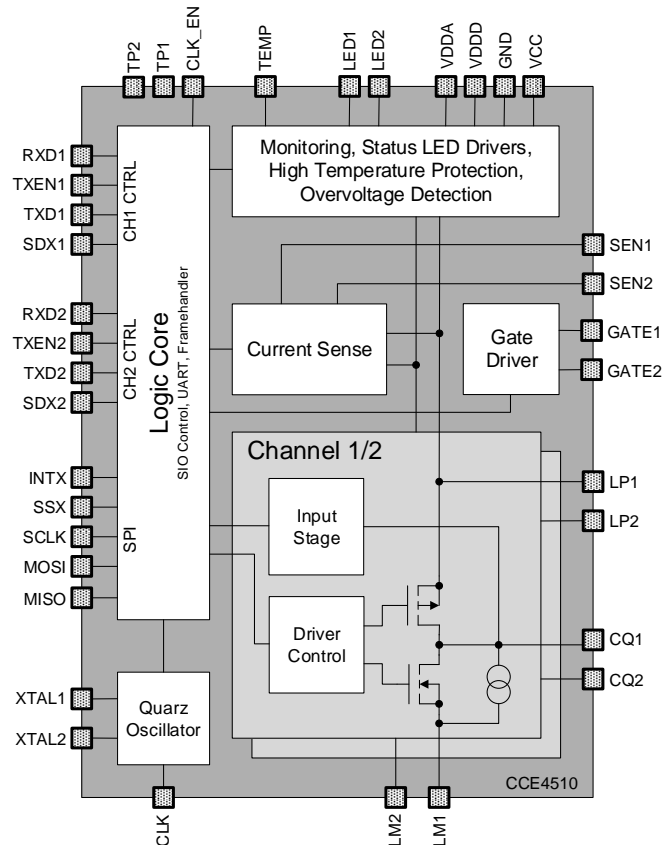 TP2
TP1
CLK_EN
TEMP
LED1
LED2
VDDA
VDDD
GND
VCC
RXD1
TXEN1
TXD1
SDX1
RXD2
TXEN2
TXD2
SDX2
INTX
SSX
SCLK
MOSI
MISO
XTAL1
XTAL2
CH1 CTRL
CH2 CTRL
SPI
Logic Core
SIO Control, UART, Framehandler
Monitoring, Status LED Drivers,
High Temperature Protection,
Overvoltage Detection
Current Sense
Gate
Driver
Channel 1/2
Input
Stage
Driver
Control
Quarz
Oscillator
SEN1
SEN2
GATE1
GATE2
LP1
LP2
CQ1
CQ2
CCE4510
CLK
LM2
LM1